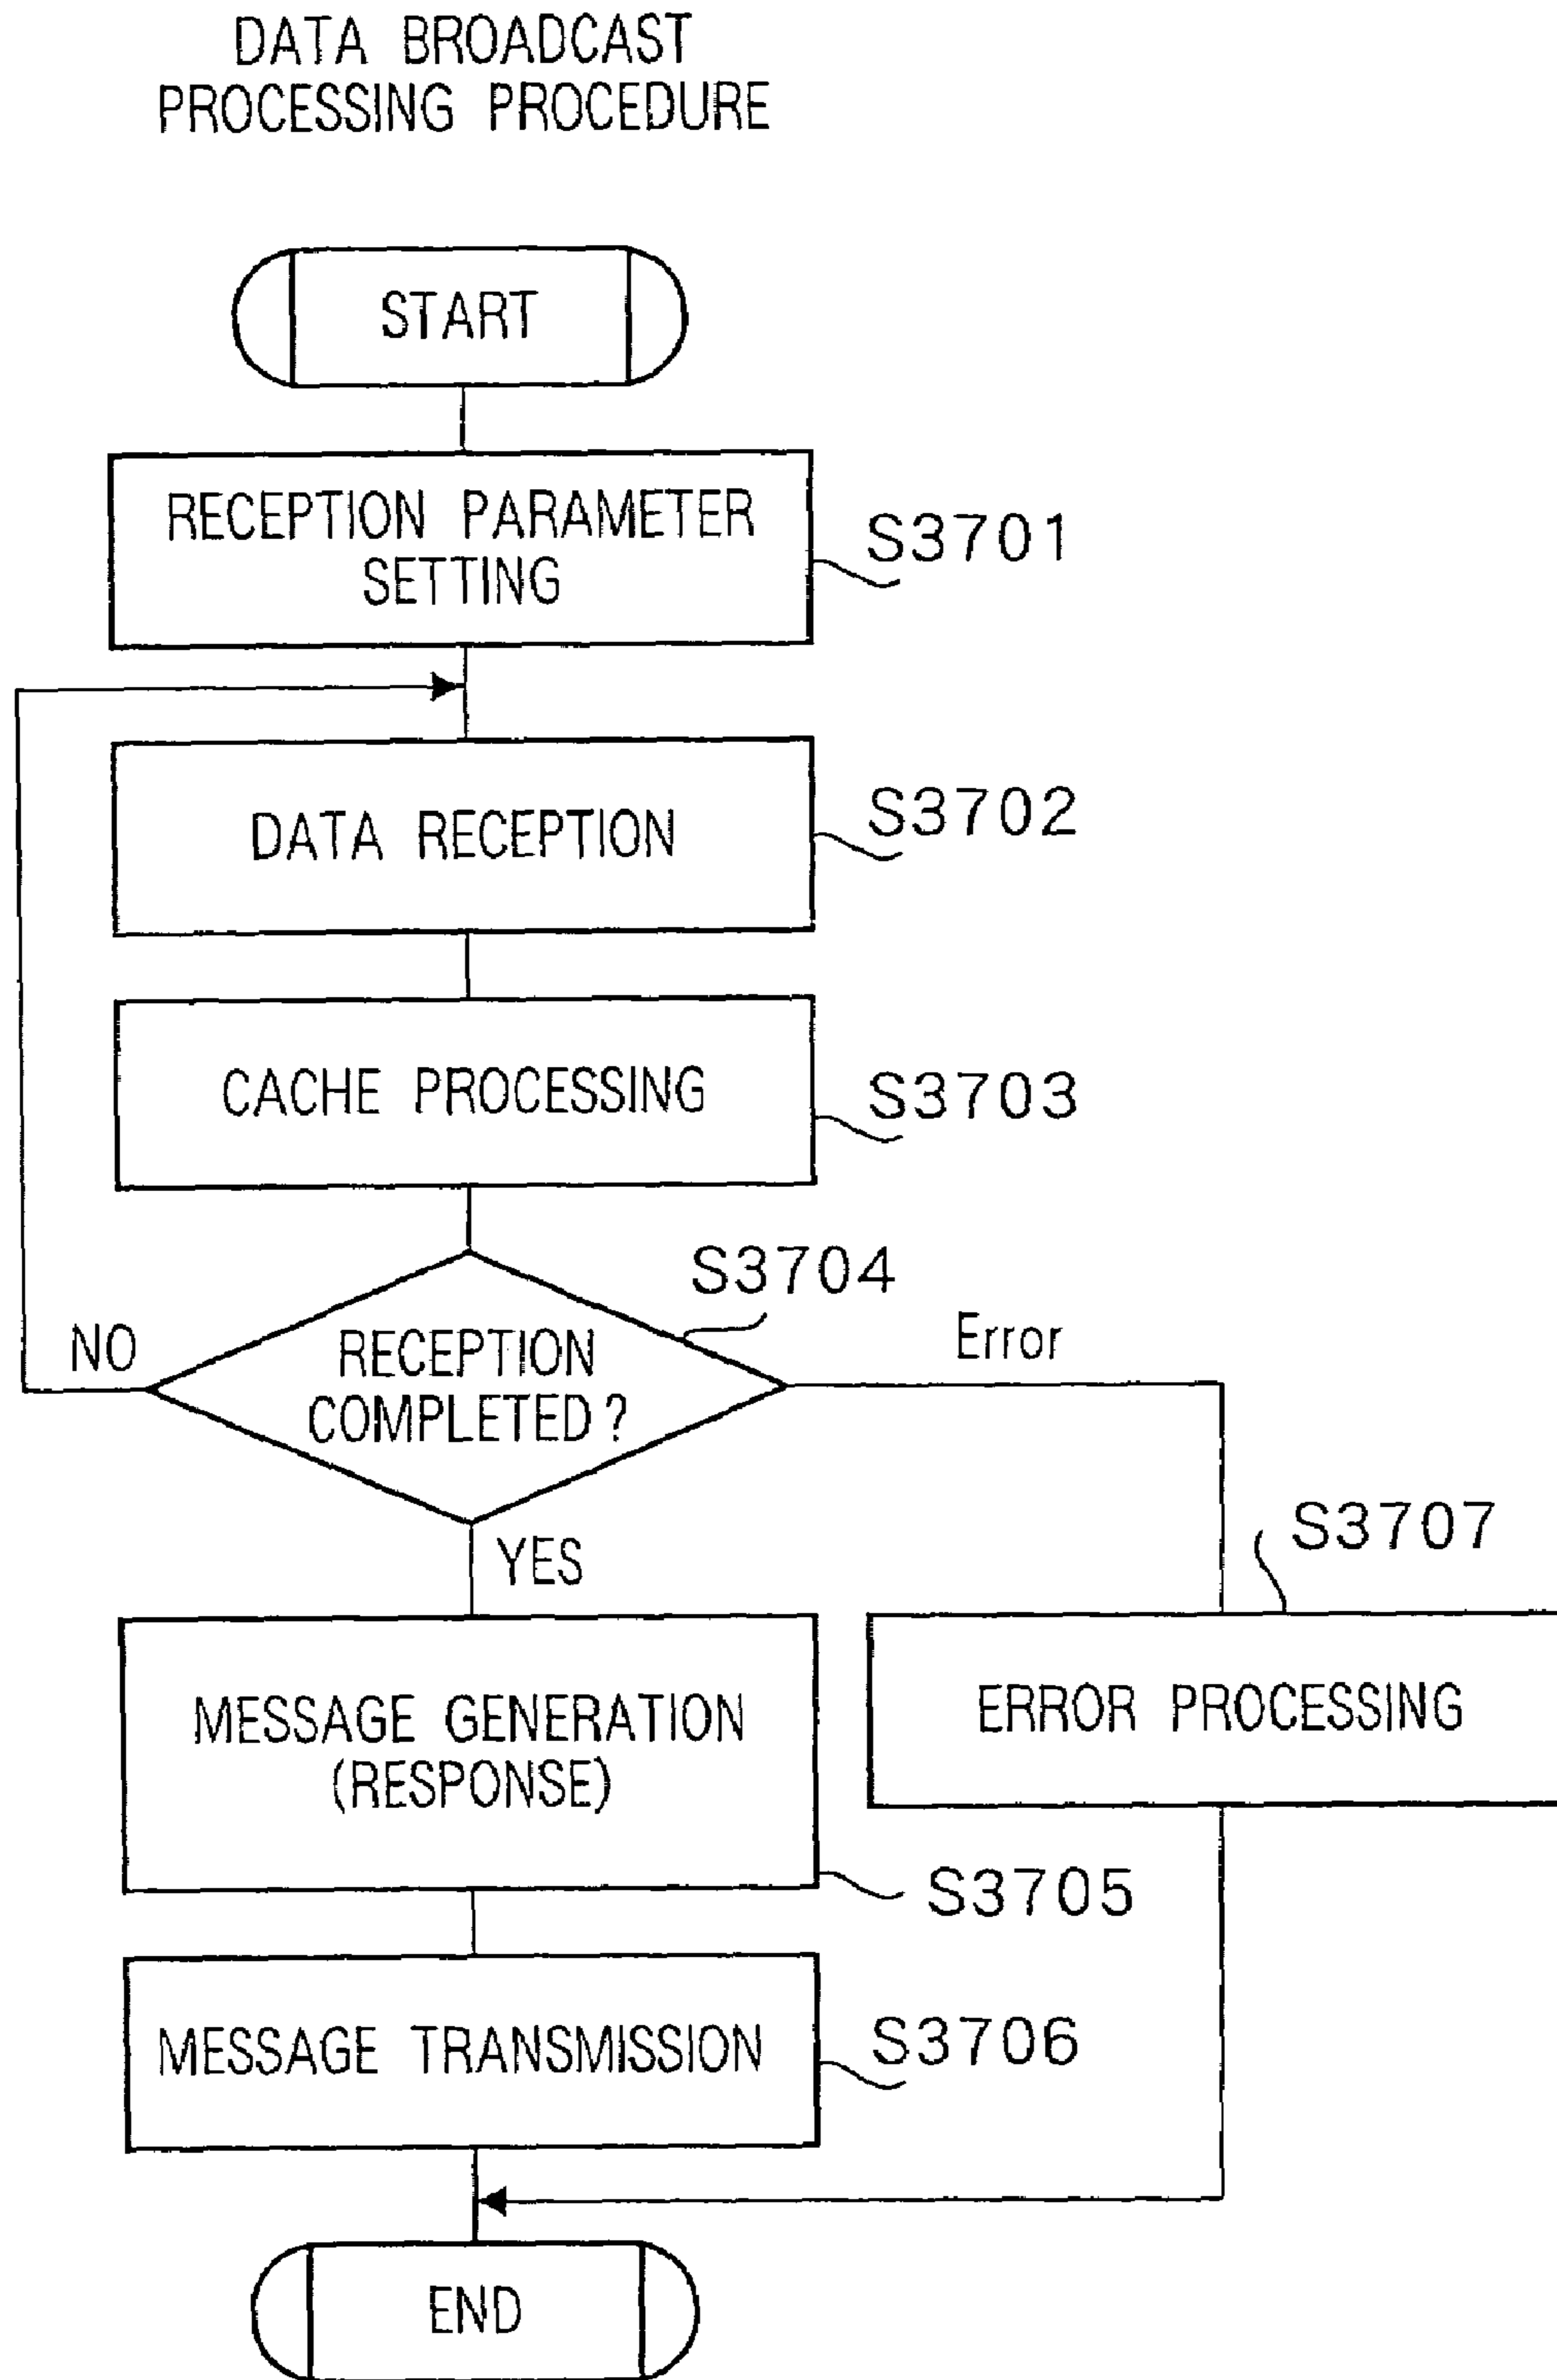 DATA BROADCAST
PROCESSING PROCEDURE
START
RECEPTION PARAMETER
SETTING
S3701
DATA RECEPTION
S3702
CACHE PROCESSING
S3703
S3704
RECEPTION
COMPLETED?
NO
Error
YES
S3707
MESSAGE GENERATION
(RESPONSE)
ERROR PROCESSING
S3705
MESSAGE TRANSMISSION
S3706
END